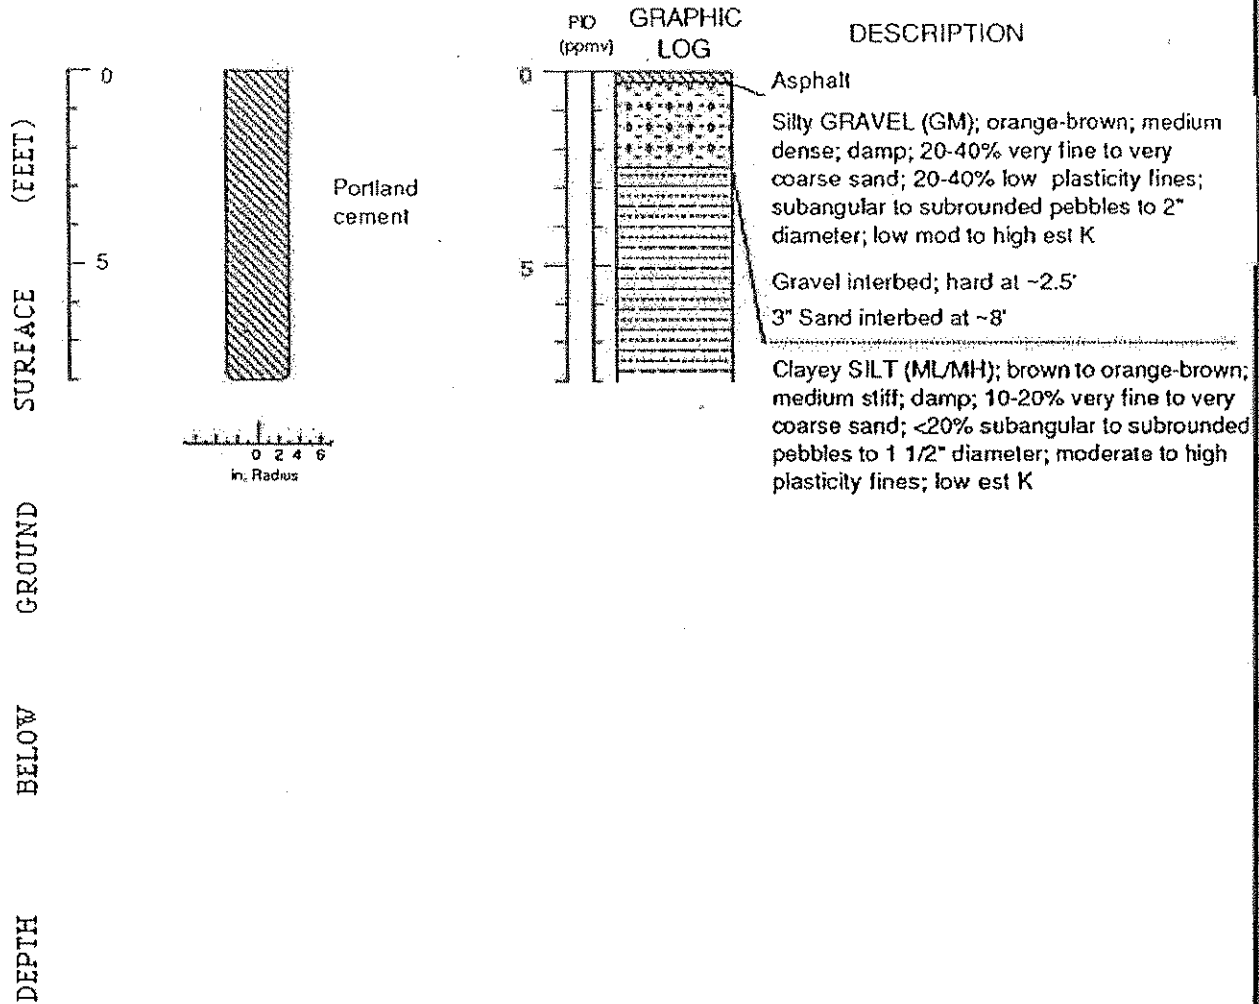 PID
(ppmv)
GRAPHIC
LOG
DESCRIPTION
DEPTH BELOW GROUND SURFACE (FEET)
0
5
Portland
cement
0 2 4 6
in. Radius
0
5
Asphalt
Silty GRAVEL (GM); orange-brown; medium
dense; damp; 20-40% very fine to very
coarse sand; 20-40% low plasticity fines;
subangular to subrounded pebbles to 2"
diameter; low mod to high est K
Gravel interbed; hard at ~2.5'
3" Sand interbed at ~8'
Clayey SILT (ML/MH); brown to orange-brown;
medium stiff; damp; 10-20% very fine to very
coarse sand; <20% subangular to subrounded
pebbles to 1 1/2" diameter; moderate to high
plasticity fines; low est K